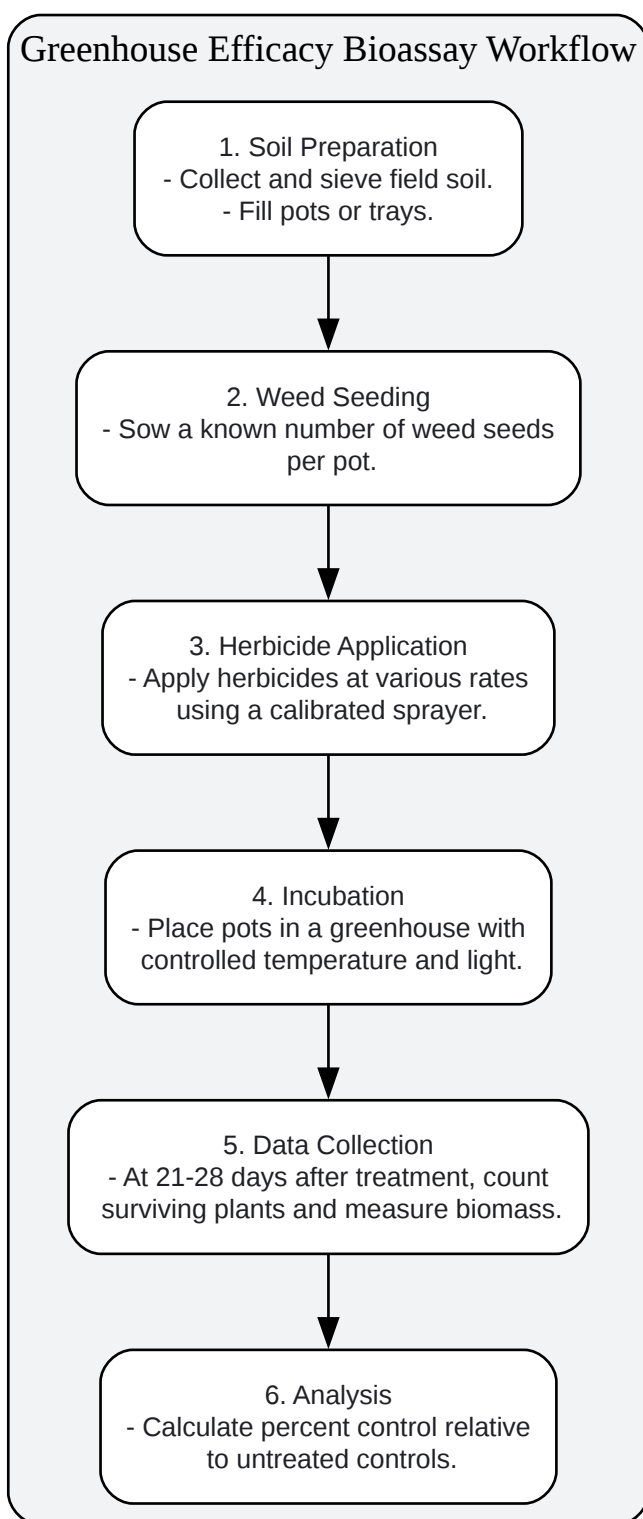 Greenhouse Efficacy Bioassay Workflow
1. Soil Preparation
- Collect and sieve field soil.
- Fill pots or trays.
2. Weed Seeding
- Sow a known number of weed seeds
per pot.
3. Herbicide Application
- Apply herbicides at various rates
using a calibrated sprayer.
4. Incubation
- Place pots in a greenhouse with
controlled temperature and light.
5. Data Collection
- At 21-28 days after treatment, count
surviving plants and measure biomass.
6. Analysis
- Calculate percent control relative
to untreated controls.